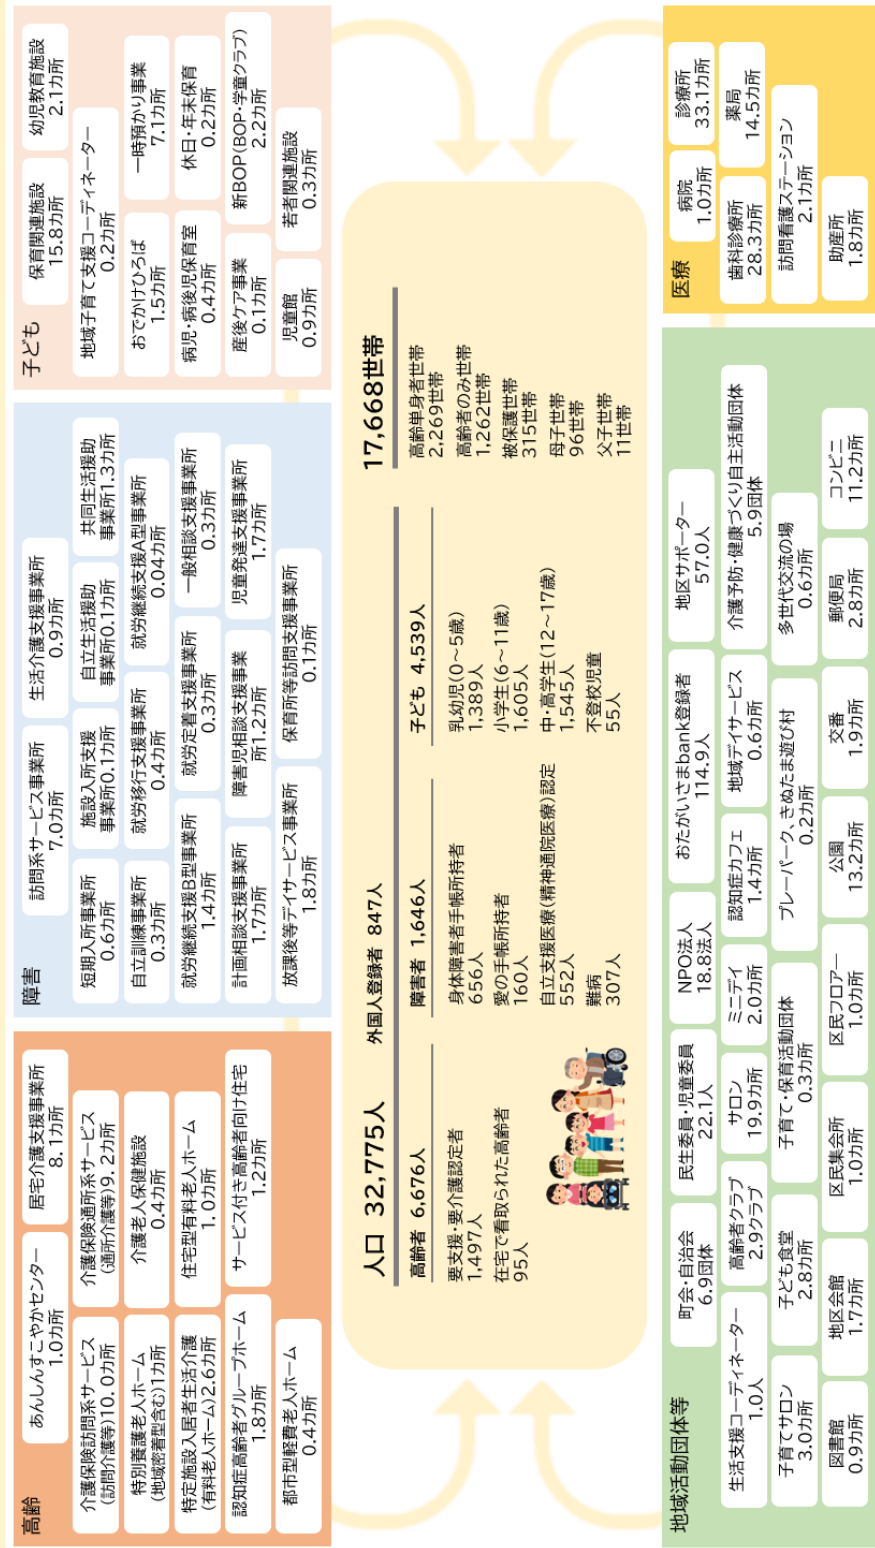 高齢
あんしんすこやかセンター
1.0カ所
居宅介護支援事業所
8.1カ所
介護保険訪問系サービス
(訪問介護等)10.0カ所
介護保険通所系サービス
(通所介護等)9.2カ所
特別養護老人ホーム
(地域密着型含む)1カ所
介護老人保健施設
0.4カ所
特定施設入居者生活介護
(有料老人ホーム)2.6カ所
住宅型有料老人ホーム
1.0カ所
認知症高齢者グループホーム
1.8カ所
サービス付き高齢者向け住宅
1.2カ所
都市型軽費老人ホーム
0.4カ所
障害
訪問系サービス事業所
7.0カ所
生活介護支援事業所
0.9カ所
短期入所事業所
0.6カ所
施設入所支援
事業所0.1カ所
自立生活援助
事業所0.1カ所
共同生活援助
事業所1.3カ所
自立訓練事業所
0.3カ所
就労移行支援事業所
0.4カ所
就労継続支援A型事業所
0.04カ所
就労継続支援B型事業所
1.4カ所
就労定着支援事業所
0.3カ所
一般相談支援事業所
0.3カ所
計画相談支援事業所
1.7カ所
障害児相談支援事業
所1.2カ所
児童発達支援事業所
1.7カ所
放課後等デイサービス事業所
1.8カ所
保育所等訪問支援事業所
0.1カ所
子ども
保育関連施設
15.8カ所
幼児教育施設
2.1カ所
地域子育て支援コーディネーター
0.2カ所
おでかけひろば
1.5カ所
一時預かり事業
7.1カ所
病児・病後児保育室
0.4カ所
休日・年末保育
0.2カ所
産後ケア事業
0.1カ所
新BOP(BOP・学童クラブ)
2.2カ所
児童館
0.9カ所
若者関連施設
0.3カ所
人口 32,775人
外国人登録者 847人
17,668世帯
高齢者 6,676人
要支援・要介護認定者
1,497人
在宅で看取られた高齢者
95人
障害者 1,646人
身体障害者手帳所持者
656人
愛の手帳所持者
160人
自立支援医療(精神通院医療)認定
552人
難病
307人
子ども 4,539人
乳幼児(0～5歳)
1,389人
小学生(6～11歳)
1,605人
中・高学生(12～17歳)
1,545人
不登校児童
55人
高齢単身者世帯
2,269世帯
高齢者のみ世帯
1,262世帯
被保護世帯
315世帯
母子世帯
96世帯
父子世帯
11世帯
地域活動団体等
町会・自治会
6.9団体
民生委員・児童委員
22.1人
NPO法人
18.8法人
おたがいさまbank登録者
114.9人
地区サポーター
57.0人
生活支援コーディネーター
1.0人
高齢者クラブ
2.9クラブ
サロン
19.9カ所
ミニデイ
2.0カ所
認知症カフェ
1.4カ所
地域デイサービス
0.6カ所
介護予防・健康づくり自主活動団体
5.9団体
子育てサロン
3.0カ所
子ども食堂
2.8カ所
子育て・保育活動団体
0.3カ所
プレーパーク、きぬたま遊び村
0.2カ所
多世代交流の場
0.6カ所
図書館
0.9カ所
地区会館
1.7カ所
区民集会所
1.0カ所
区民フロアー
1.0カ所
公園
13.2カ所
交番
1.9カ所
郵便局
2.8カ所
コンビニ
11.2カ所
医療
病院
1.0カ所
診療所
33.1カ所
歯科診療所
28.3カ所
薬局
14.5カ所
訪問看護ステーション
2.1カ所
助産所
1.8カ所